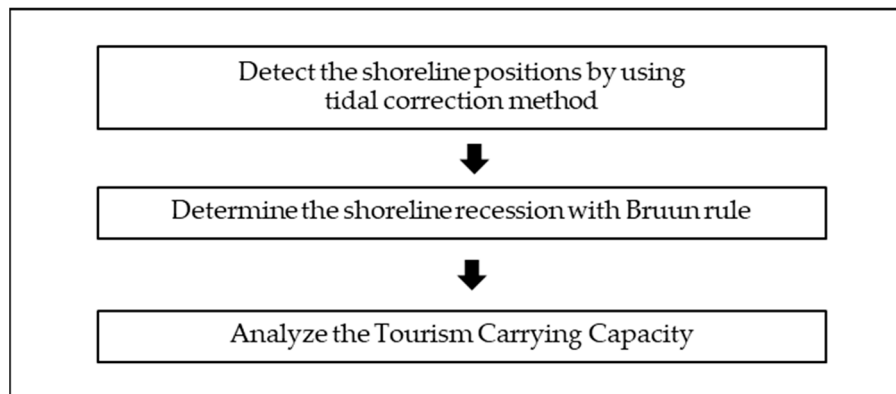 Detect the shoreline positions by using
tidal correction method
Determine the shoreline recession with Bruun rule
Analyze the Tourism Carrying Capacity